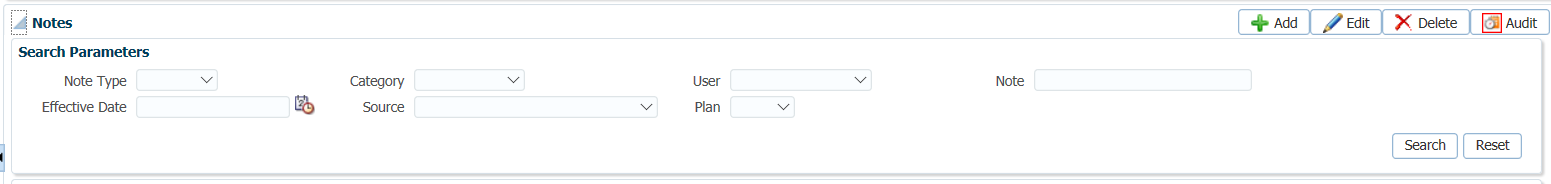 Notes Add Edit Delete Audit
Search Parameters
Note Type Category User Note
Effective Date Source Plan
Search Reset